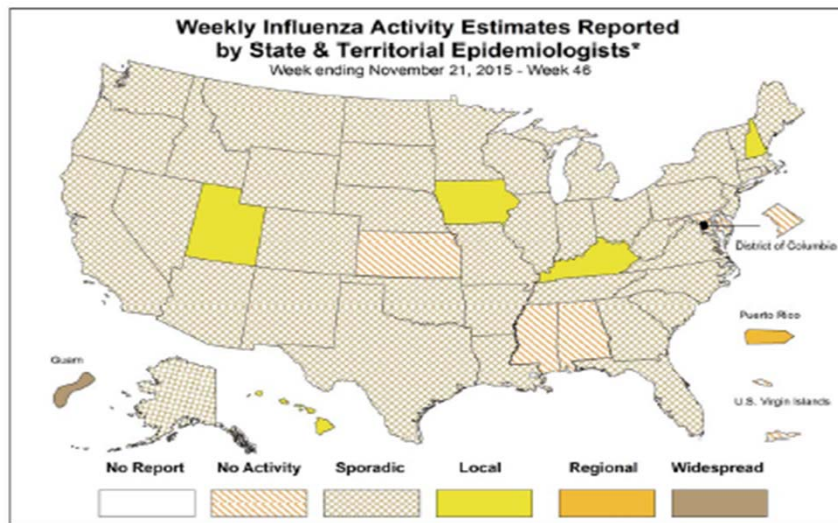 Weekly Influenza Activity Estimates Reported
by State & Territorial Epidemiologists*
Week ending November 21, 2015 - Week 46
District of Columbia
Puerto Rico
Guam
U.S. Virgin Islands
No Report No Activity Sporadic Local Regional Widespread